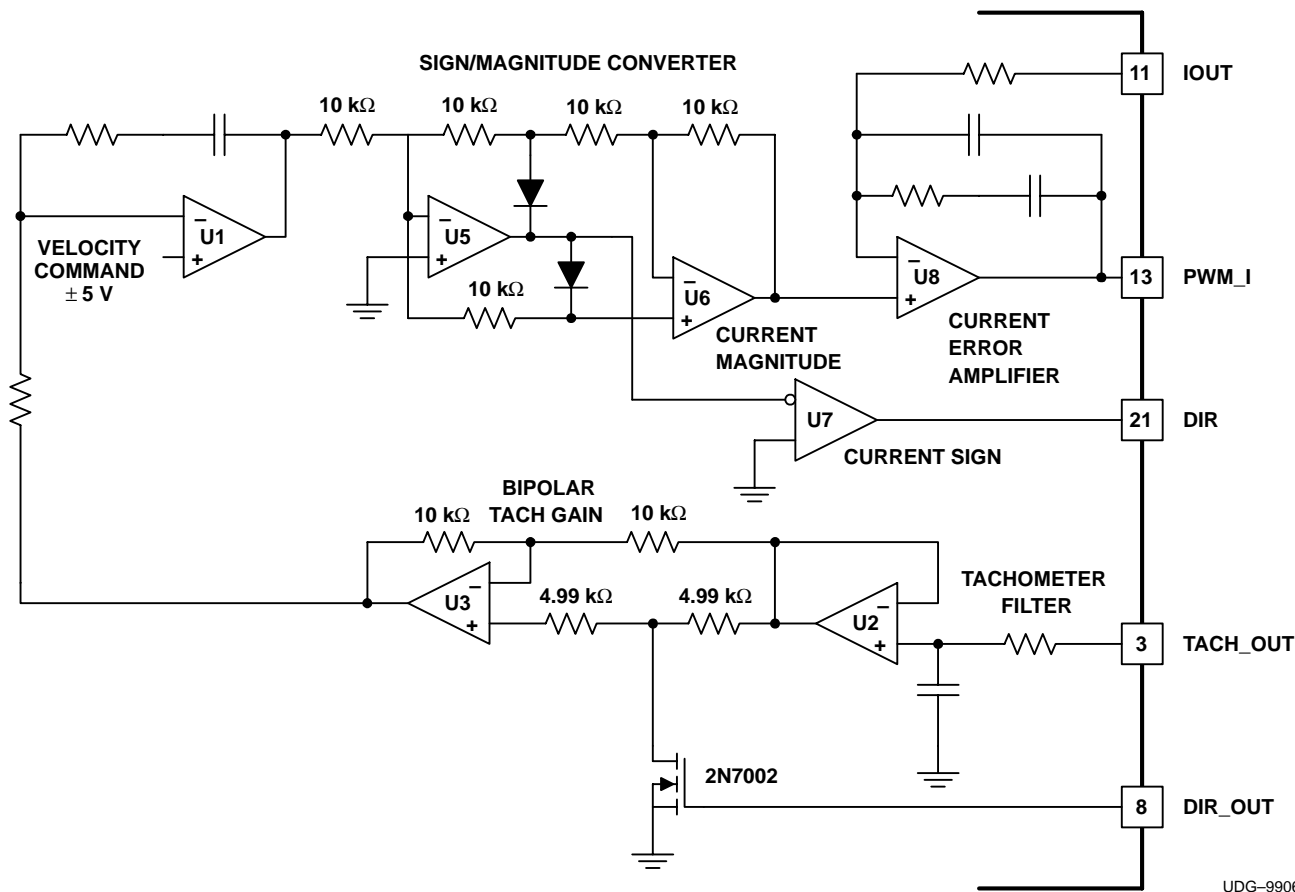 SIGN/MAGNITUDE CONVERTER
11 IOUT
10 kΩ 10 kΩ 10 kΩ 10 kΩ
−
U1
+
VELOCITY
COMMAND
± 5 V
−
U5
+
10 kΩ
−
U6
+
CURRENT
MAGNITUDE
−
U8
+
13 PWM_I
CURRENT
ERROR
AMPLIFIER
U7
21 DIR
CURRENT SIGN
BIPOLAR
TACH GAIN
10 kΩ 10 kΩ
−
U3
+
4.99 kΩ 4.99 kΩ
−
U2
+
TACHOMETER
FILTER
3 TACH_OUT
2N7002
8 DIR_OUT
UDG–9906